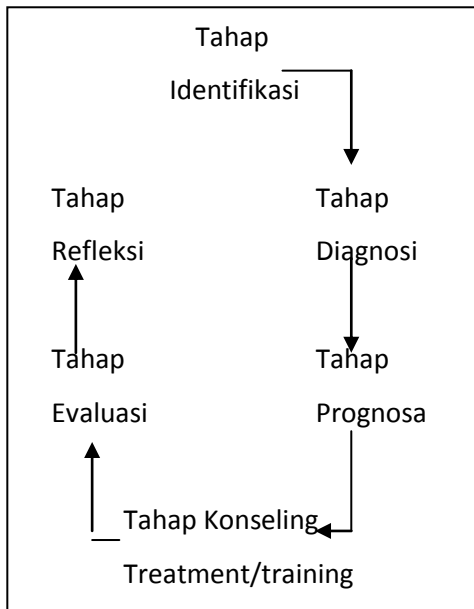 Tahap
Identifikasi
Tahap
Refleksi
Tahap
Diagnosi
Tahap
Evaluasi
Tahap
Prognosa
Tahap Konseling
Treatment/training